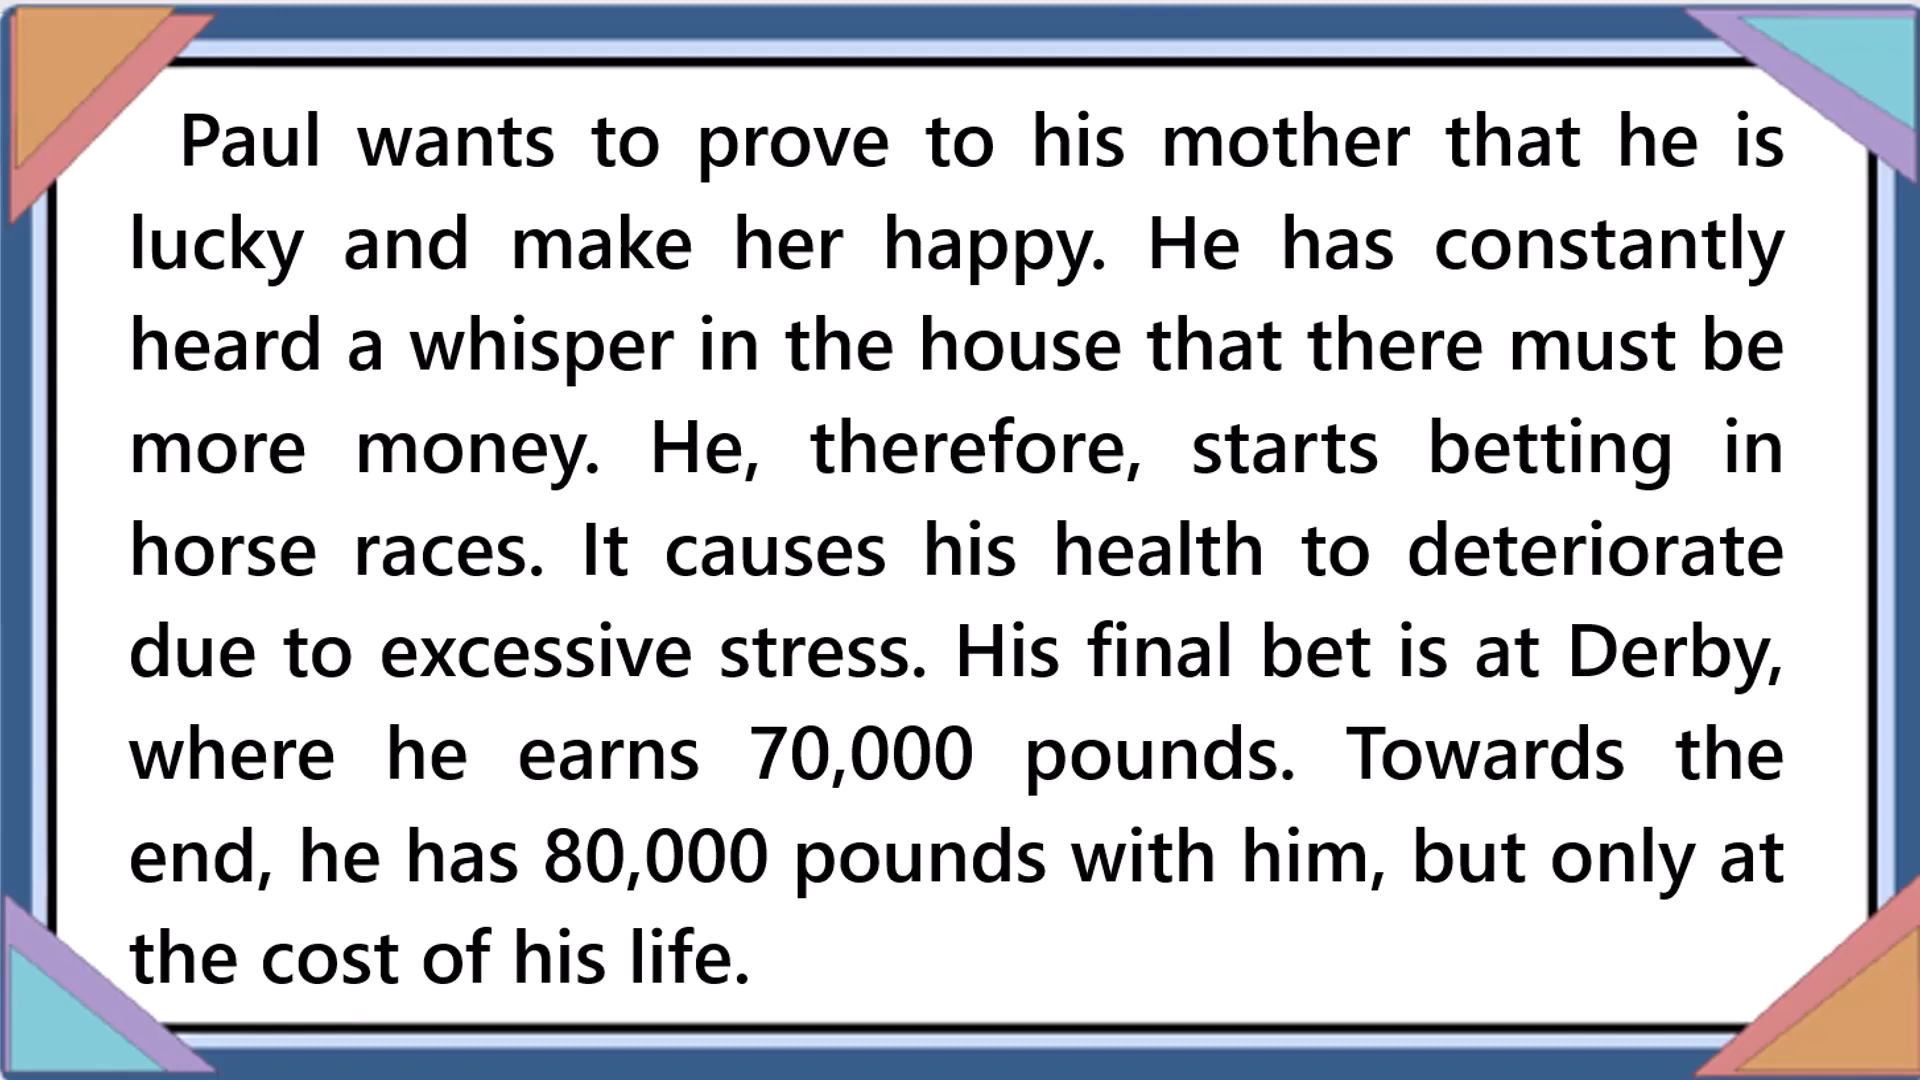 Paul wants to prove to his mother that he is
lucky and make her happy. He has constantly
heard a whisper in the house that there must be
more money. He, therefore, starts betting in
horse races. It causes his health to deteriorate
due to excessive stress. His final bet is at Derby,
where he earns 70,000 pounds. Towards the
end, he has 80,000 pounds with him, but only at
the cost of his life.